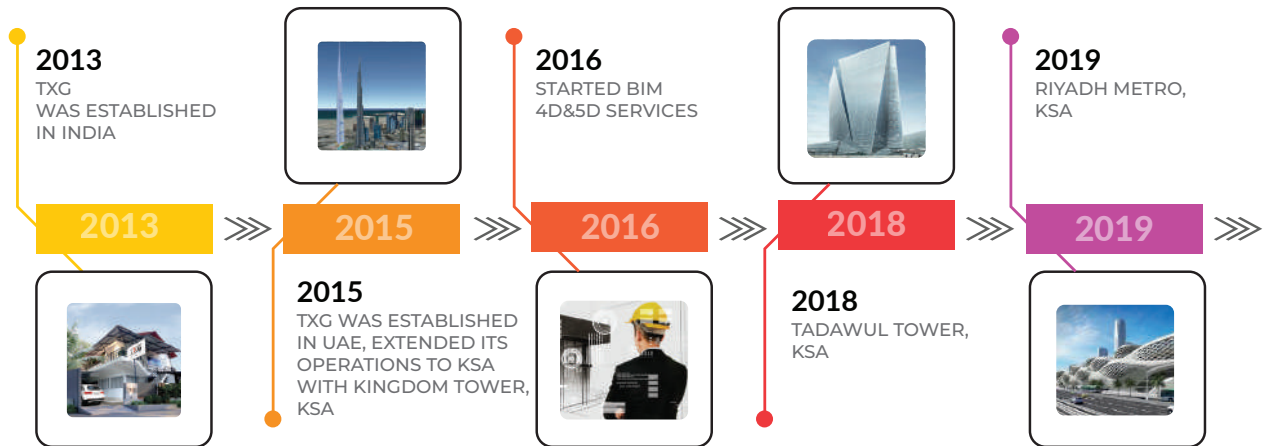 2013
TXG
WAS ESTABLISHED
IN INDIA
2016
STARTED BIM
4D&5D SERVICES
2019
RIYADH METRO,
KSA
2013
2015
2016
2018
2019
2015
TXG WAS ESTABLISHED
IN UAE, EXTENDED ITS
OPERATIONS TO KSA
WITH KINGDOM TOWER,
KSA
2018
TADAWUL TOWER,
KSA